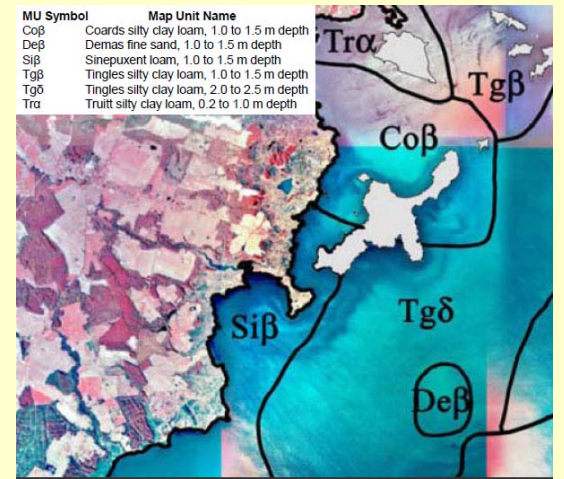 MU Symbol Map Unit Name
Coβ Coards silty clay loam, 1.0 to 1.5 m depth
Deβ Demas fine sand, 1.0 to 1.5 m depth
Siβ Sinepuxent loam, 1.0 to 1.5 m depth
Tgβ Tingles silty clay loam, 1.0 to 1.5 m depth
Tgδ Tingles silty clay loam, 2.0 to 2.5 m depth
Trα Truitt silty clay loam, 0.2 to 1.0 m depth
Trα
Tgβ
Coβ
Tgδ
Siβ
Deβ